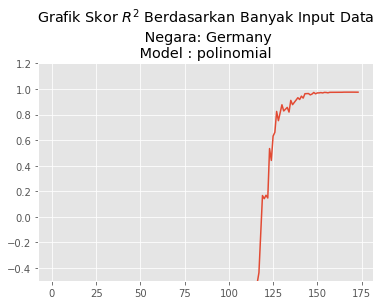 Grafik Skor R² Berdasarkan Banyak Input Data
Negara: Germany
Model : polinomial
1.2
1.0
0.8
0.6
0.4
0.2
0.0
−0.2
−0.4
0 25 50 75 100 125 150 175